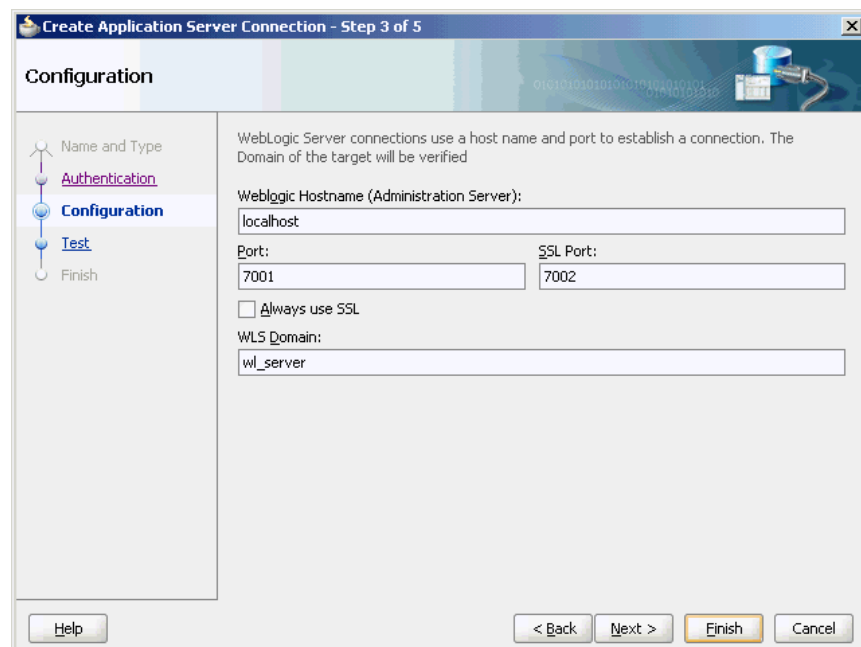 Create Application Server Connection - Step 3 of 5
Configuration
Name and Type
Authentication
Configuration
Test
Finish
WebLogic Server connections use a host name and port to establish a connection. The
Domain of the target will be verified
Weblogic Hostname (Administration Server):
localhost
Port:
SSL Port:
7001
7002
Always use SSL
WLS Domain:
wl_server
Help
< Back
Next >
Finish
Cancel